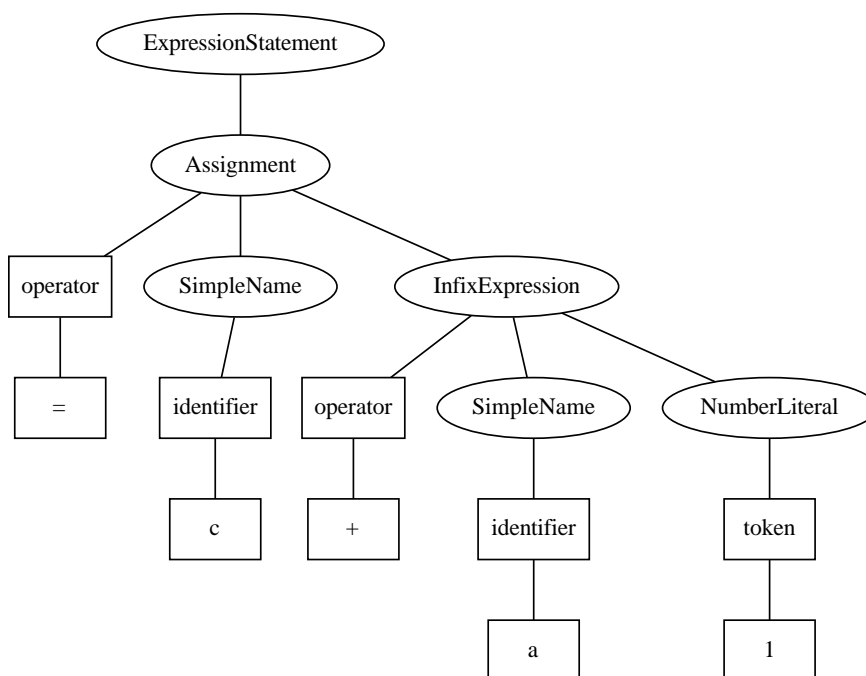 ExpressionStatement
Assignment
operator
SimpleName
InfixExpression
=
identifier
operator
SimpleName
NumberLiteral
c
+
identifier
token
a
1